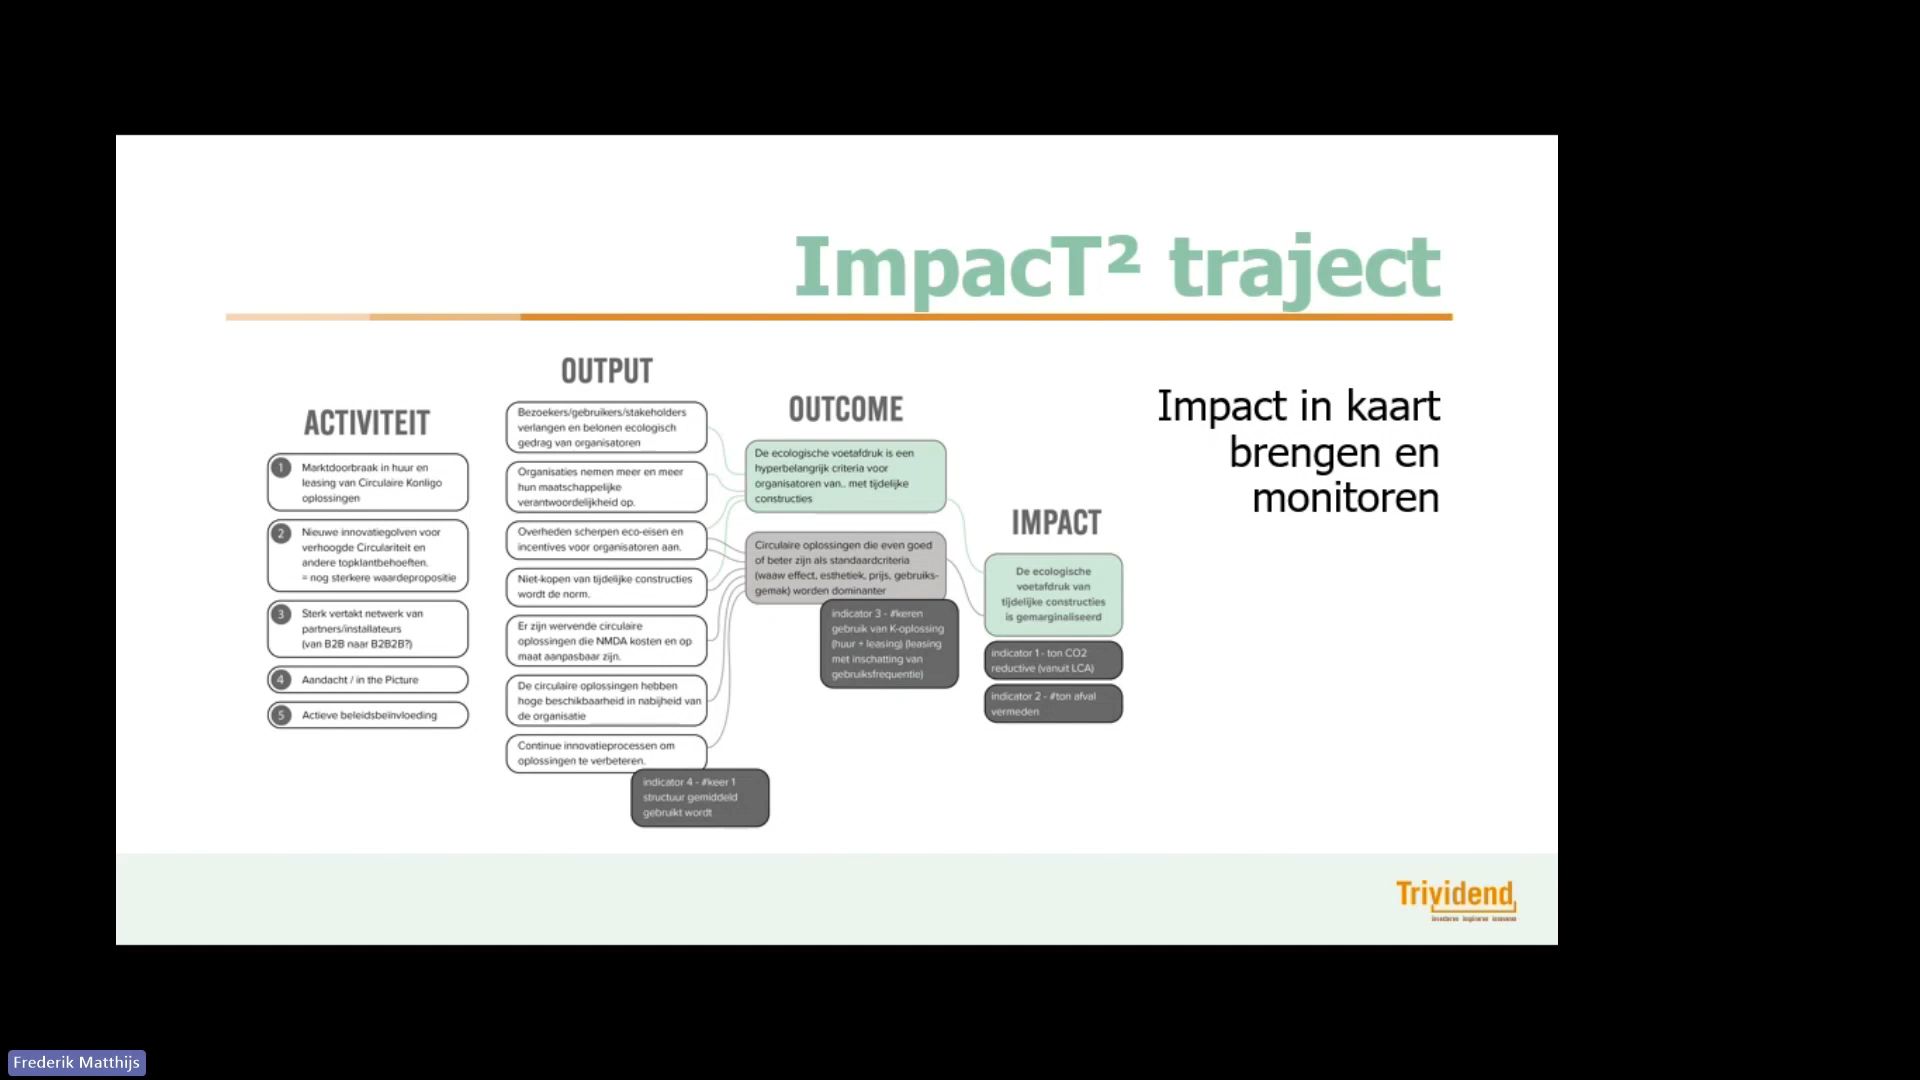 ImpacT² traject
Impact in kaart
brengen en
monitoren
ACTIVITEIT
1
Marktdoorbraak in huur en
leasing van Circulaire Konligo
oplossingen
2
Nieuwe innovatiegolven voor
verhoogde Circulariteit en
andere topklantbehoeften.
= nog sterkere waardepropositie
3
Sterk vertakt netwerk van
partners/installateurs
(van B2B naar B2B2B?)
4
Aandacht / in the Picture
5
Actieve beleidsbeïnvloeding
OUTPUT
Bezoekers/gebruikers/stakeholders
verlangen en belonen ecologisch
gedrag van organisatoren
Organisaties nemen meer en meer
hun maatschappelijke
verantwoordelijkheid op.
Overheden scherpen eco-eisen en
incentives voor organisatoren aan.
Niet-kopen van tijdelijke constructies
wordt de norm.
Er zijn wervende circulaire
oplossingen die NMDA kosten en op
maat aanpasbaar zijn.
De circulaire oplossingen hebben
hoge beschikbaarheid in nabijheid van
de organisatie
Continue innovatieprocessen om
oplossingen te verbeteren.
indicator 4 - #keer 1
structuur gemiddeld
gebruikt wordt
OUTCOME
De ecologische voetafdruk is een
hyperbelangrijk criteria voor
organisatoren van.. met tijdelijke
constructies
Circulaire oplossingen die even goed
of beter zijn als standaardcriteria
(waaw effect, esthetiek, prijs, gebruiks-
gemak) worden dominanter
indicator 3 - #keren
gebruik van K-oplossing
(huur + leasing) (leasing
met inschatting van
gebruiksfrequentie)
IMPACT
De ecologische
voetafdruk van
tijdelijke constructies
is gemarginaliseerd
indicator 1 - ton CO2
reductive (vanuit LCA)
indicator 2 - #ton afval
vermeden
Trividend
investeren inspireren innoveren
Frederik Matthijs